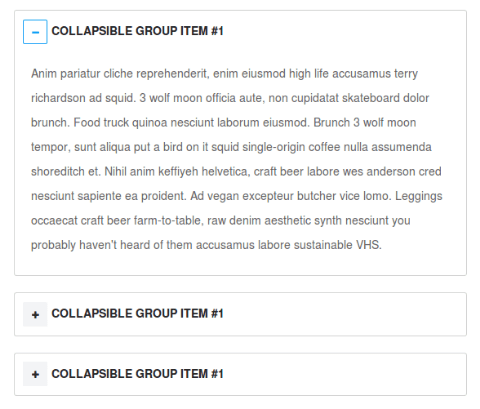 COLLAPSIBLE GROUP ITEM #1
Anim pariatur cliche reprehenderit, enim eiusmod high life accusamus terry
richardson ad squid. 3 wolf moon officia aute, non cupidatat skateboard dolor
brunch. Food truck quinoa nesciunt laborum eiusmod. Brunch 3 wolf moon
tempor, sunt aliqua put a bird on it squid single-origin coffee nulla assumenda
shoreditch et. Nihil anim keffiyeh helvetica, craft beer labore wes anderson cred
nesciunt sapiente ea proident. Ad vegan excepteur butcher vice lomo. Leggings
occaecat craft beer farm-to-table, raw denim aesthetic synth nesciunt you
probably haven't heard of them accusamus labore sustainable VHS.
COLLAPSIBLE GROUP ITEM #1
COLLAPSIBLE GROUP ITEM #1